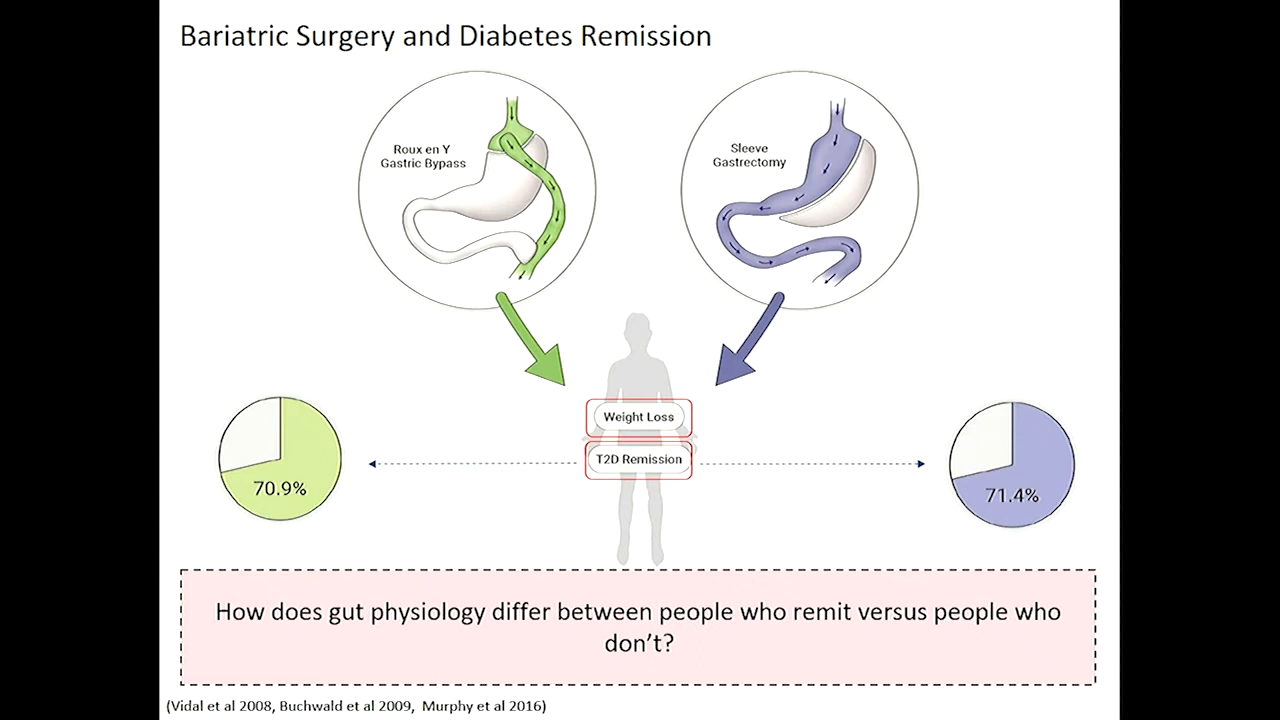 Bariatric Surgery and Diabetes Remission
Roux en Y
Gastric Bypass
Sleeve
Gastrectomy
Weight Loss
T2D Remission
70.9%
71.4%
How does gut physiology differ between people who remit versus people who
don't?
(Vidal et al 2008, Buchwald et al 2009, Murphy et al 2016)